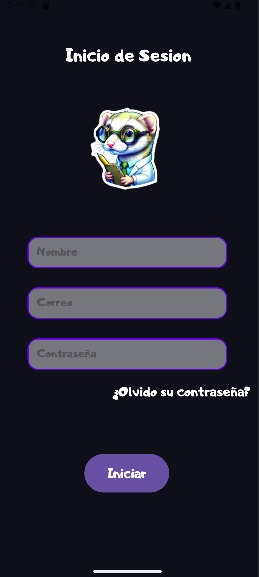 Inicio de Sesion
Nombre
Correo
Contraseña
¿Olvido su contraseña?
Iniciar